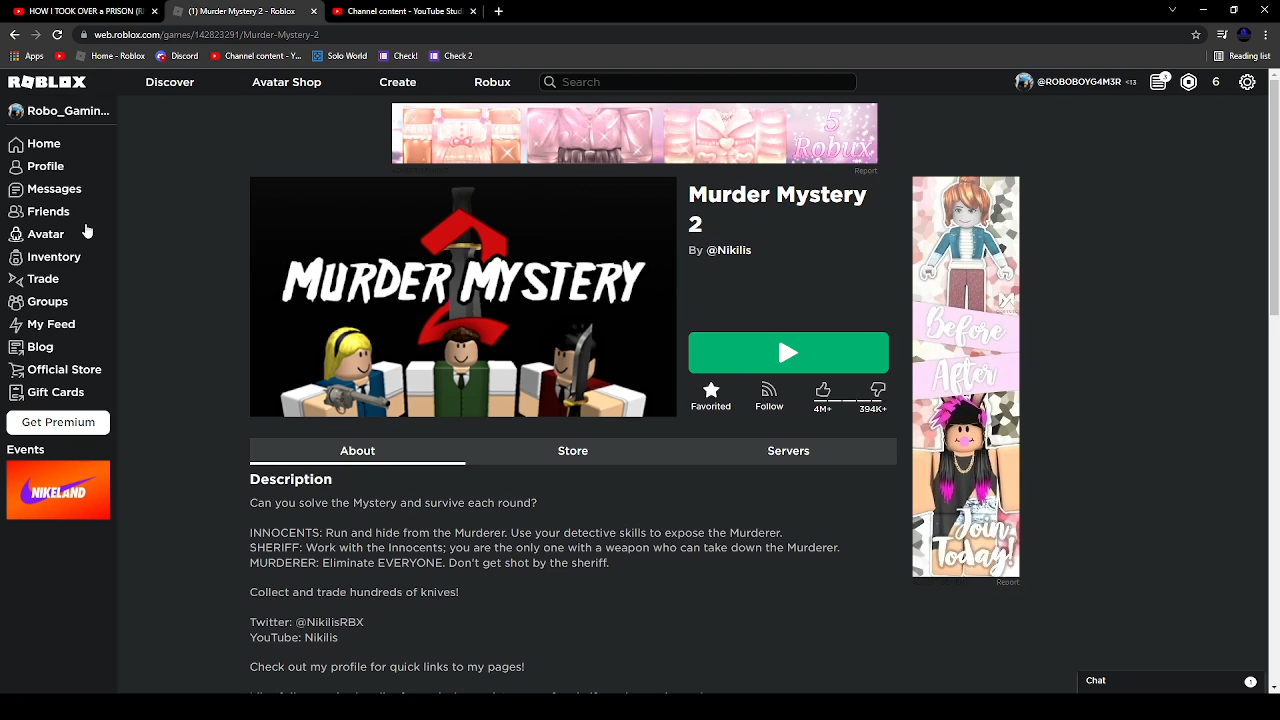 HOW I TOOK OVER a PRISON (R
(1) Murder Mystery 2 - Roblox
Channel content - YouTube Studi
web.roblox.com/games/142823291/Murder-Mystery-2
Apps
Home - Roblox
Discord
Channel content - Y...
Solo World
Check!
Check 2
Reading list
ROBLOX
Discover
Avatar Shop
Create
Robux
Search
@ROBOBOYG4M3R <13
3
6
Robo_Gamin...
Home
Profile
Messages
Friends
Avatar
Inventory
Trade
Groups
My Feed
Blog
Official Store
Gift Cards
Get Premium
Events
NIKELAND
5
Robux
Report
MURDER MYSTERY
2
Murder Mystery
2
By @Nikilis
Favorited
Follow
4M+
394K+
Before
After
Join
Today!
Report
About
Store
Servers
Description
Can you solve the Mystery and survive each round?
INNOCENTS: Run and hide from the Murderer. Use your detective skills to expose the Murderer.
SHERIFF: Work with the Innocents; you are the only one with a weapon who can take down the Murderer.
MURDERER: Eliminate EVERYONE. Don't get shot by the sheriff.
Collect and trade hundreds of knives!
Twitter: @NikilisRBX
YouTube: Nikilis
Check out my profile for quick links to my pages!
Chat
1